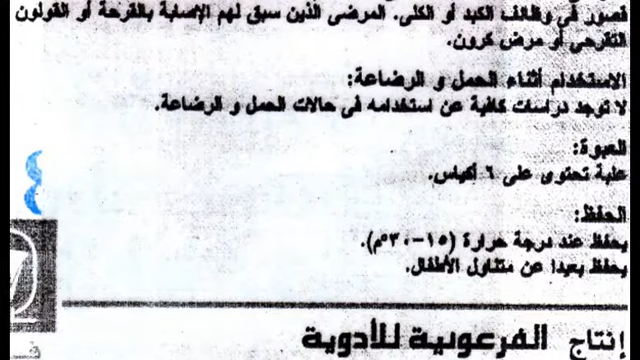 قصور في وظائف الكبد أو الكلى. المرضى الذين سبق لهم الإصابة بالقرحة أو القولون
التقرحي أو مرض كرون.
الاستخدام أثناء الحمل و الرضاعة:
لا توجد دراسات كافية عن استخدامه فى حالات الحمل و الرضاعة.
العبوة:
علبة تحتوى على ٦ أكياس.
الحفظ:
يحفظ عند درجة حرارة (١٥-٣٠°م).
يحفظ بعيدا عن متناول الأطفال.
إنتاج الفرعونية للأدوية